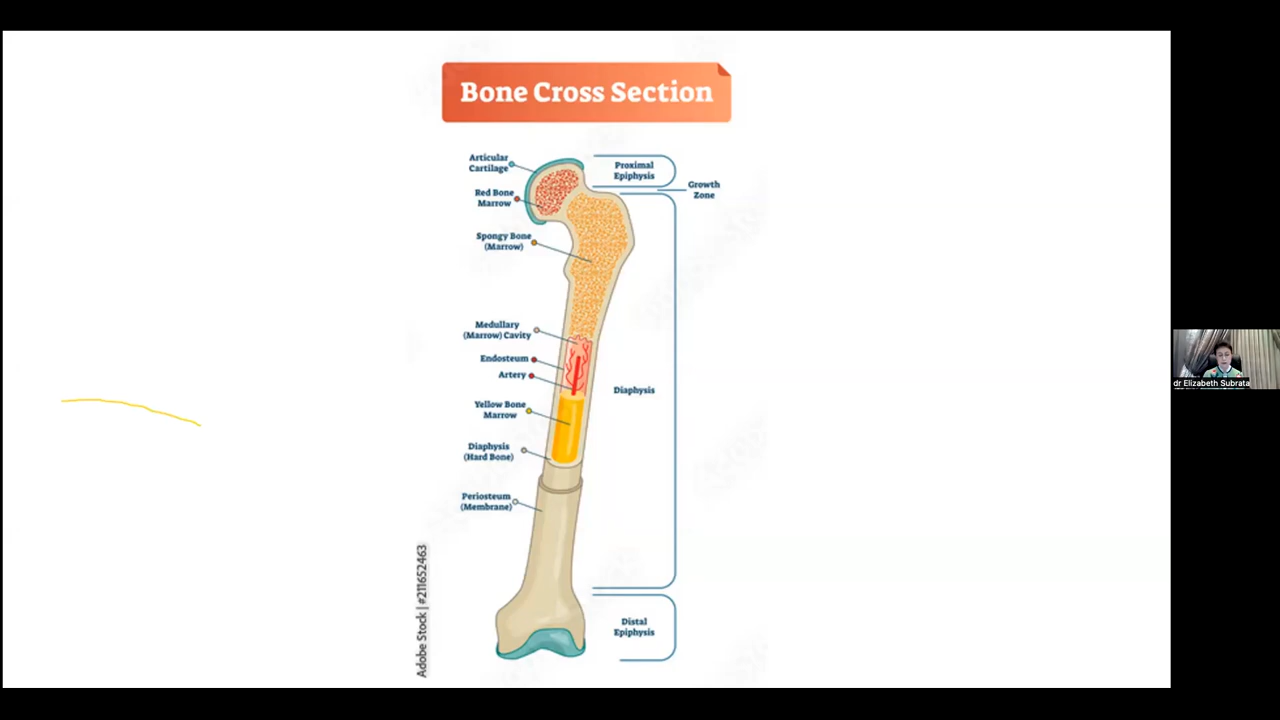 Bone Cross Section
Articular
Cartilage
Red Bone
Marrow
Spongy Bone
(Marrow)
Medullary
(Marrow) Cavity
Endosteum
Artery
Yellow Bone
Marrow
Diaphysis
(Hard Bone)
Periosteum
(Membrane)
Proximal
Epiphysis
Growth
Zone
Diaphysis
Distal
Epiphysis
Adobe Stock | #211652463
dr Elizabeth Subrata